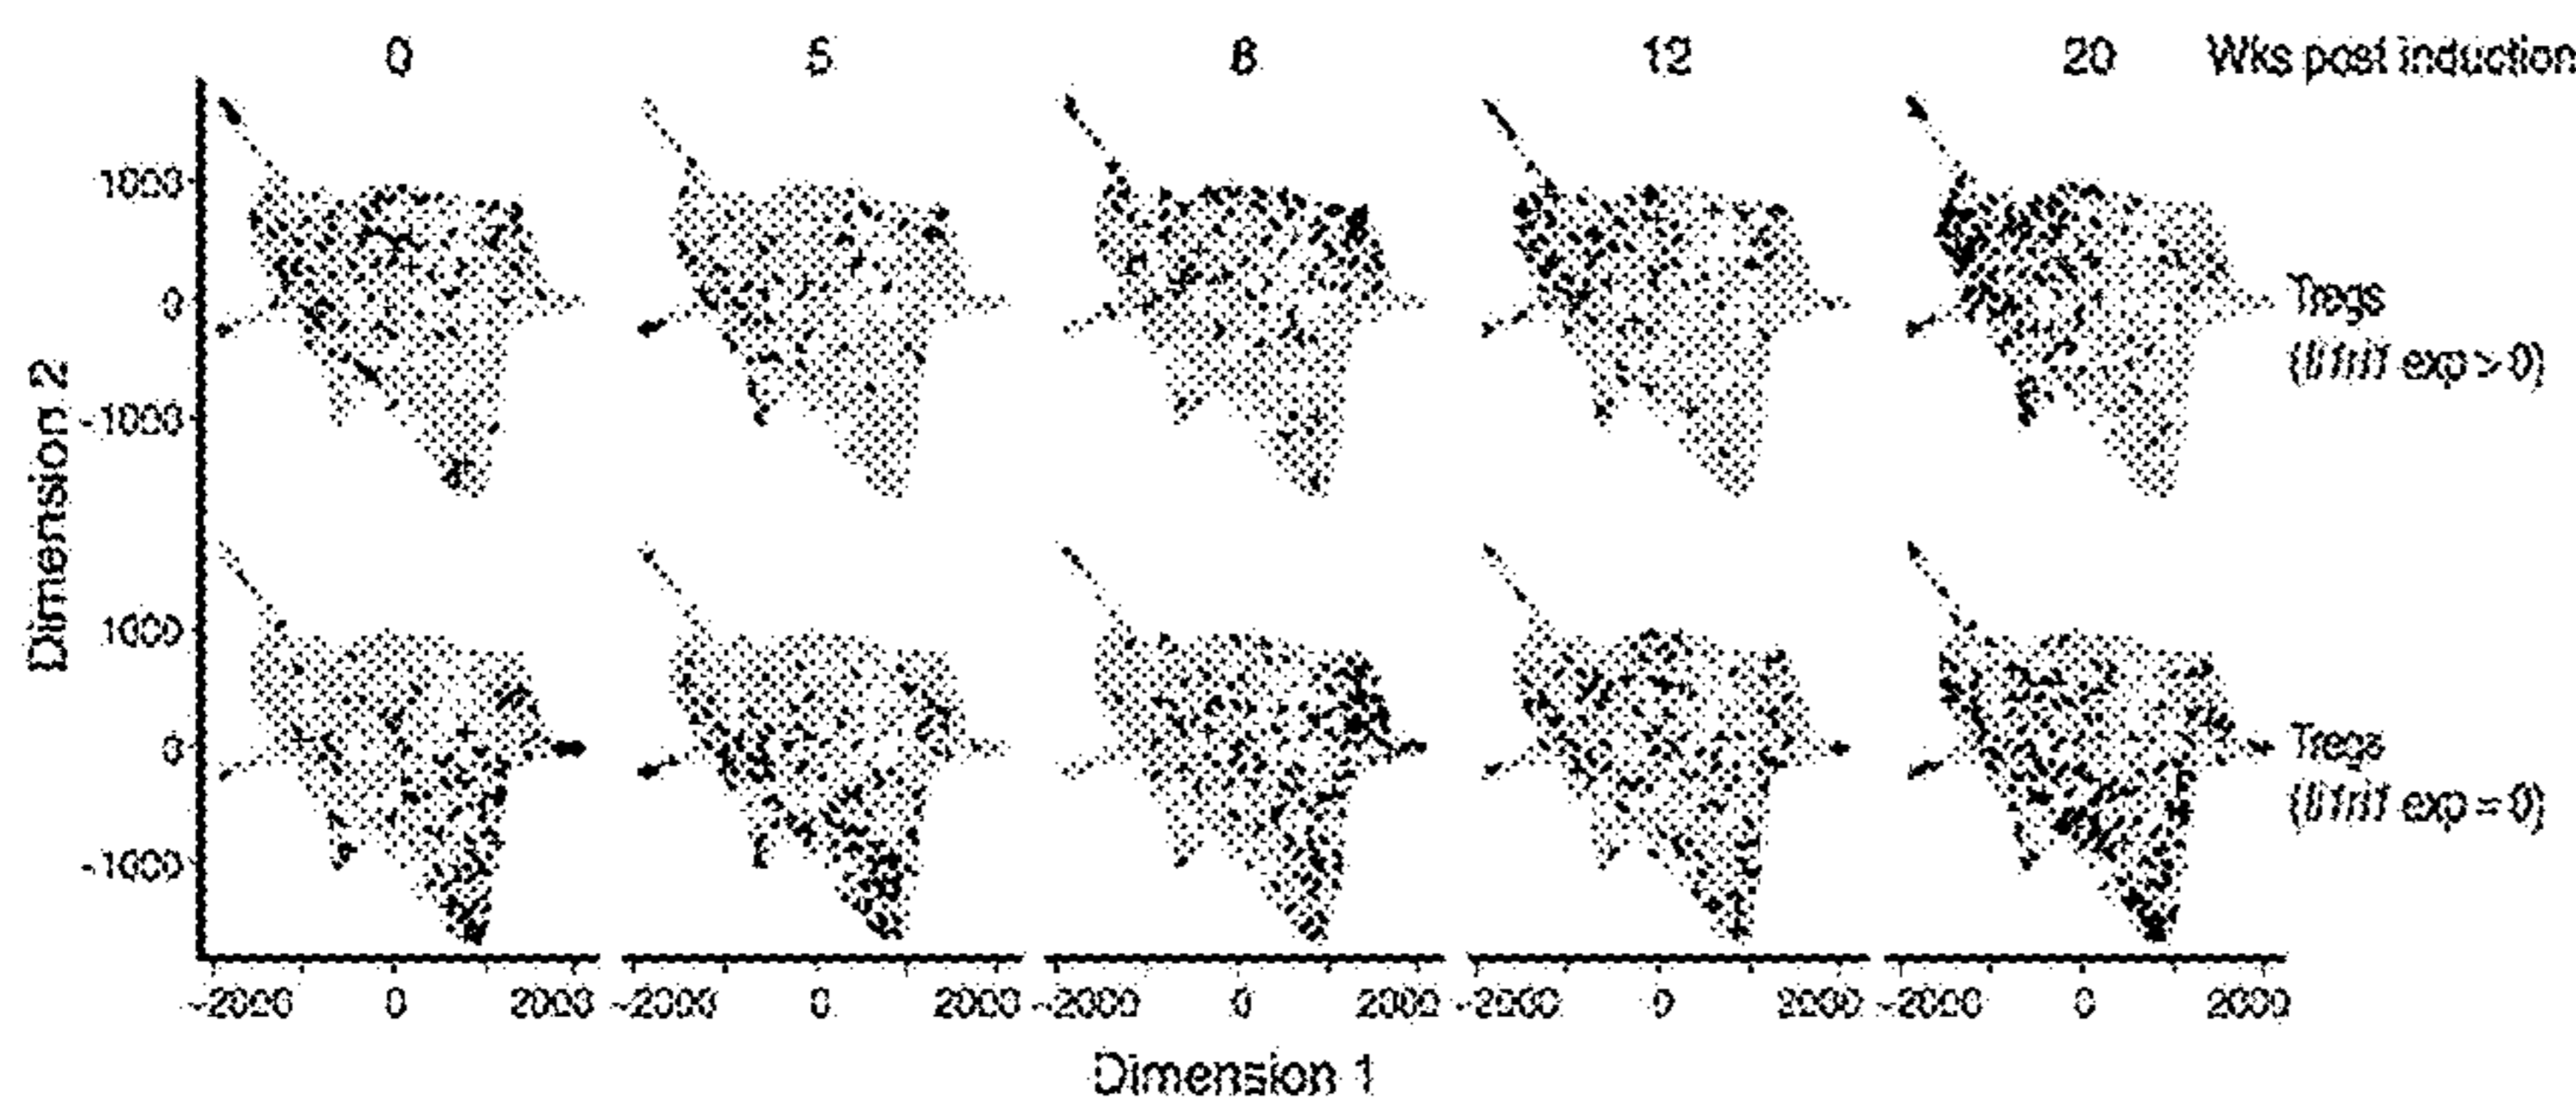 0 5 8 12 20 Wks post induction
1000
0
-1000
Tregs
(Il1rl1 exp > 0)
Dimension 2
1000
0
-1000
Tregs
(Il1rl1 exp = 0)
-2000 0 2000 -2000 0 2000 -2000 0 2000 -2000 0 2000 -2000 0 2000
Dimension 1